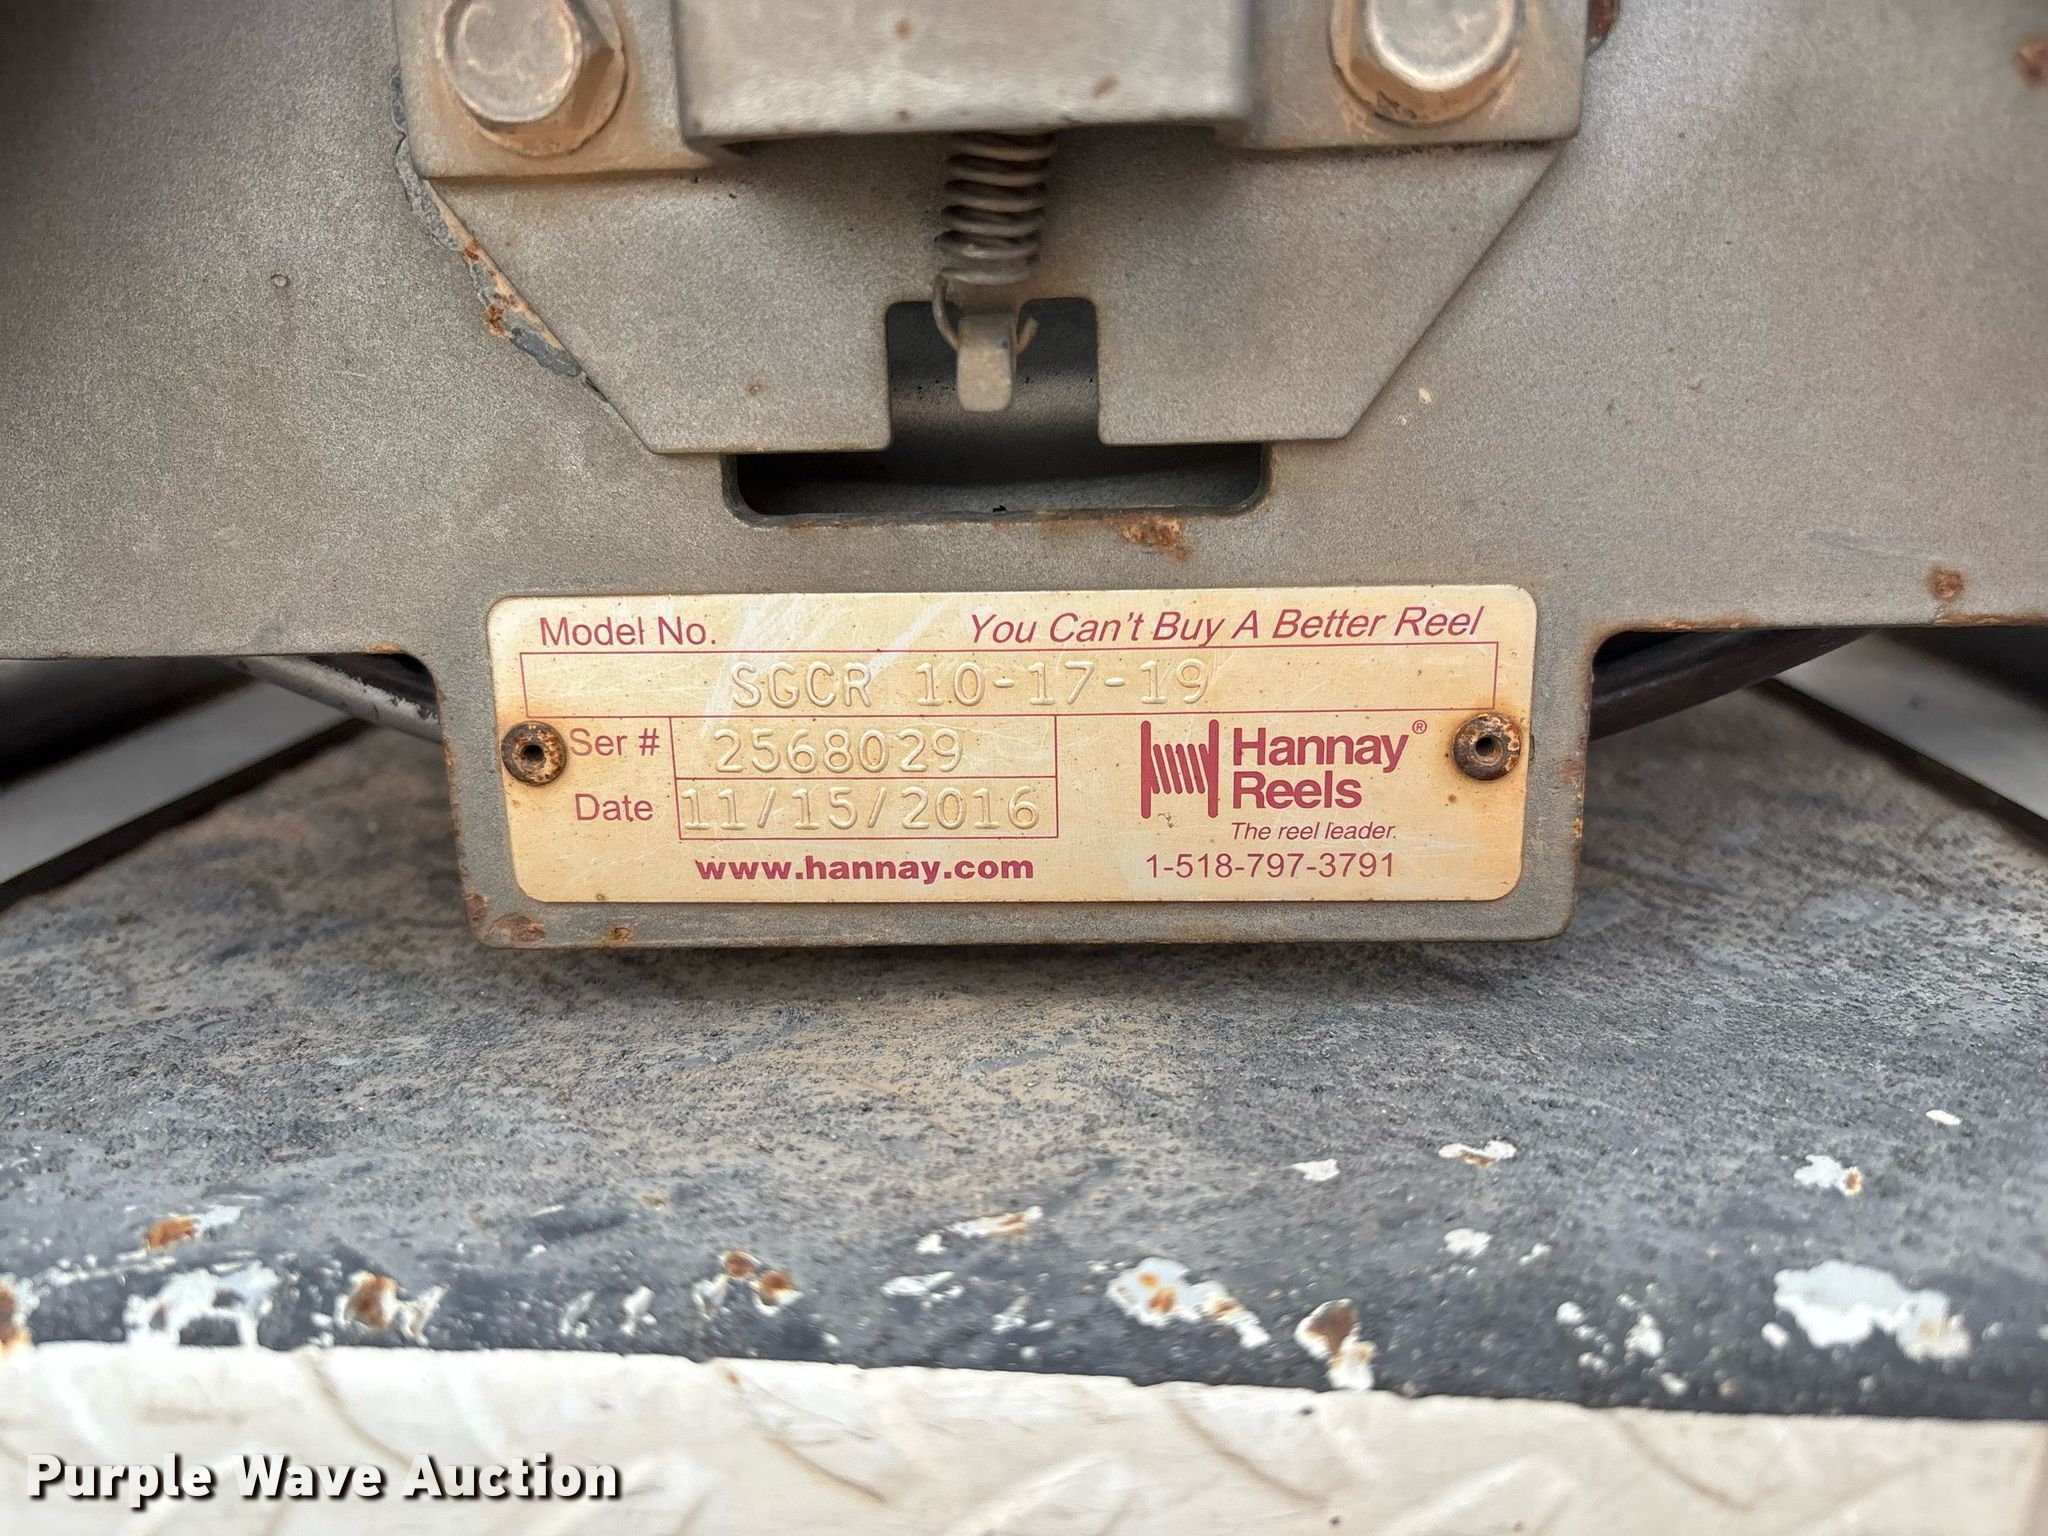 Model No. You Can't Buy A Better Reel
SGCR 10-17-19
Ser # 2568029
Date 11/15/2016
Hannay®
Reels
The reel leader.
www.hannay.com 1-518-797-3791
Purple Wave Auction